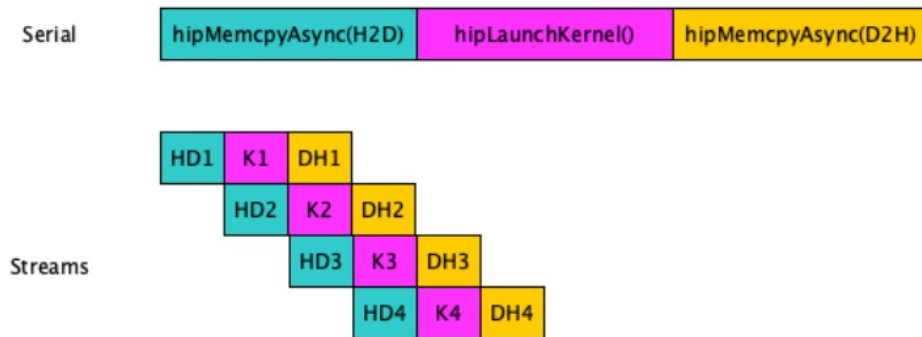 Serial hipMemcpyAsync(H2D) hipLaunchKernel() hipMemcpyAsync(D2H)
HD1 K1 DH1
HD2 K2 DH2
Streams
HD3 K3 DH3
HD4 K4 DH4